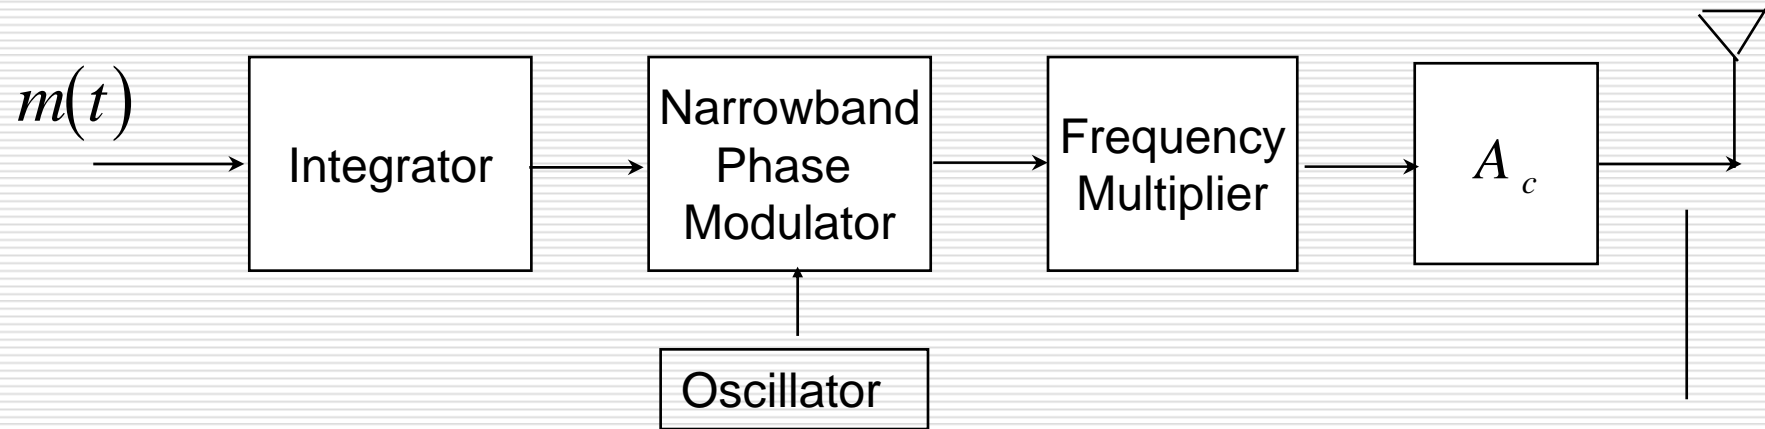 m(t)
Integrator
Narrowband
Phase
Modulator
Frequency
Multiplier
A c
Oscillator